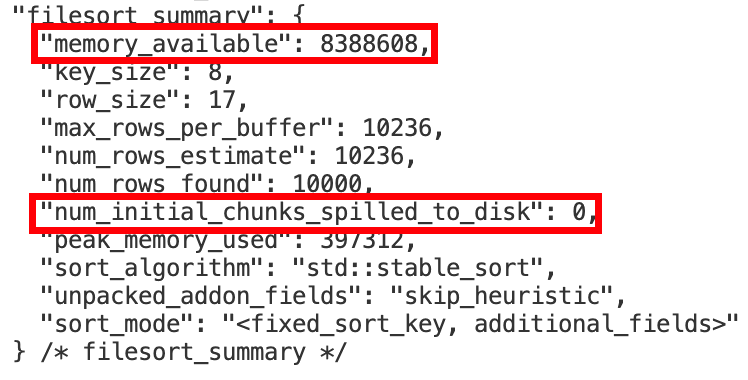 "filesort_summary": {
"memory_available": 8388608,
"key_size": 8,
"row_size": 17,
"max_rows_per_buffer": 10236,
"num_rows_estimate": 10236,
"num_rows_found": 10000,
"num_initial_chunks_spilled_to_disk": 0,
"peak_memory_used": 397312,
"sort_algorithm": "std::stable_sort",
"unpacked_addon_fields": "skip_heuristic",
"sort_mode": "<fixed_sort_key, additional_fields>"
} /* filesort_summary */